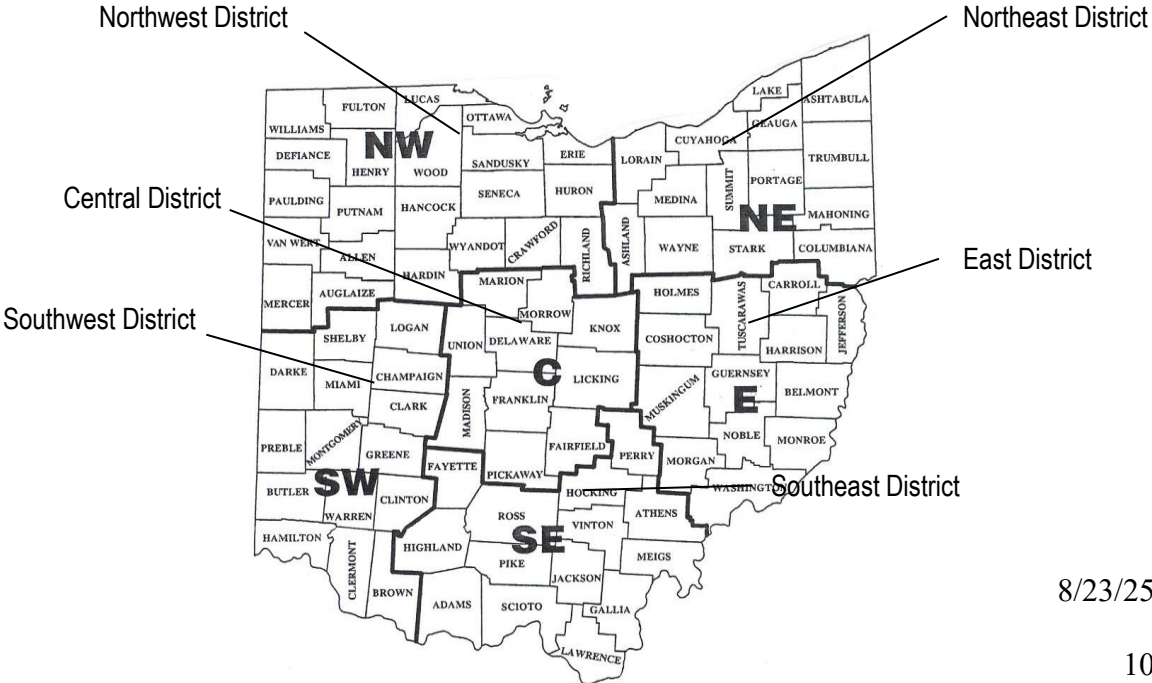 Northwest District
Northeast District
LAKE
ASHTABULA
LUCAS
FULTON
OTTAWA
GEAUGA
WILLIAMS
CUYAHOGA
NW
DEFIANCE
ERIE
LORAIN
TRUMBULL
SANDUSKY
HENRY
WOOD
PORTAGE
SENECA
HURON
SUMMIT
MEDINA
Central District
PAULDING
PUTNAM
HANCOCK
NE
MAHONING
CRAWFORD
RICHLAND
ASHLAND
VAN WERT
WYANDOT
WAYNE
STARK
COLUMBIANA
ALLEN
East District
HARDIN
MARION
CARROLL
HOLMES
AUGLAIZE
MERCER
MORROW
TUSCARAWAS
JEFFERSON
Southwest District
LOGAN
KNOX
SHELBY
UNION
DELAWARE
COSHOCTON
HARRISON
DARKE
CHAMPAIGN
C
LICKING
GUERNSEY
MIAMI
BELMONT
FRANKLIN
MUSKINGUM
E
CLARK
MADISON
NOBLE
MONROE
PREBLE
MONTGOMERY
FAIRFIELD
GREENE
PERRY
MORGAN
FAYETTE
PICKAWAY
SW
BUTLER
HOCKING
WASHINGTON
Southeast District
CLINTON
WARREN
ROSS
ATHENS
VINTON
HAMILTON
SE
HIGHLAND
MEIGS
PIKE
CLERMONT
JACKSON
BROWN
ADAMS
SCIOTO
GALLIA
LAWRENCE
8/23/25
10